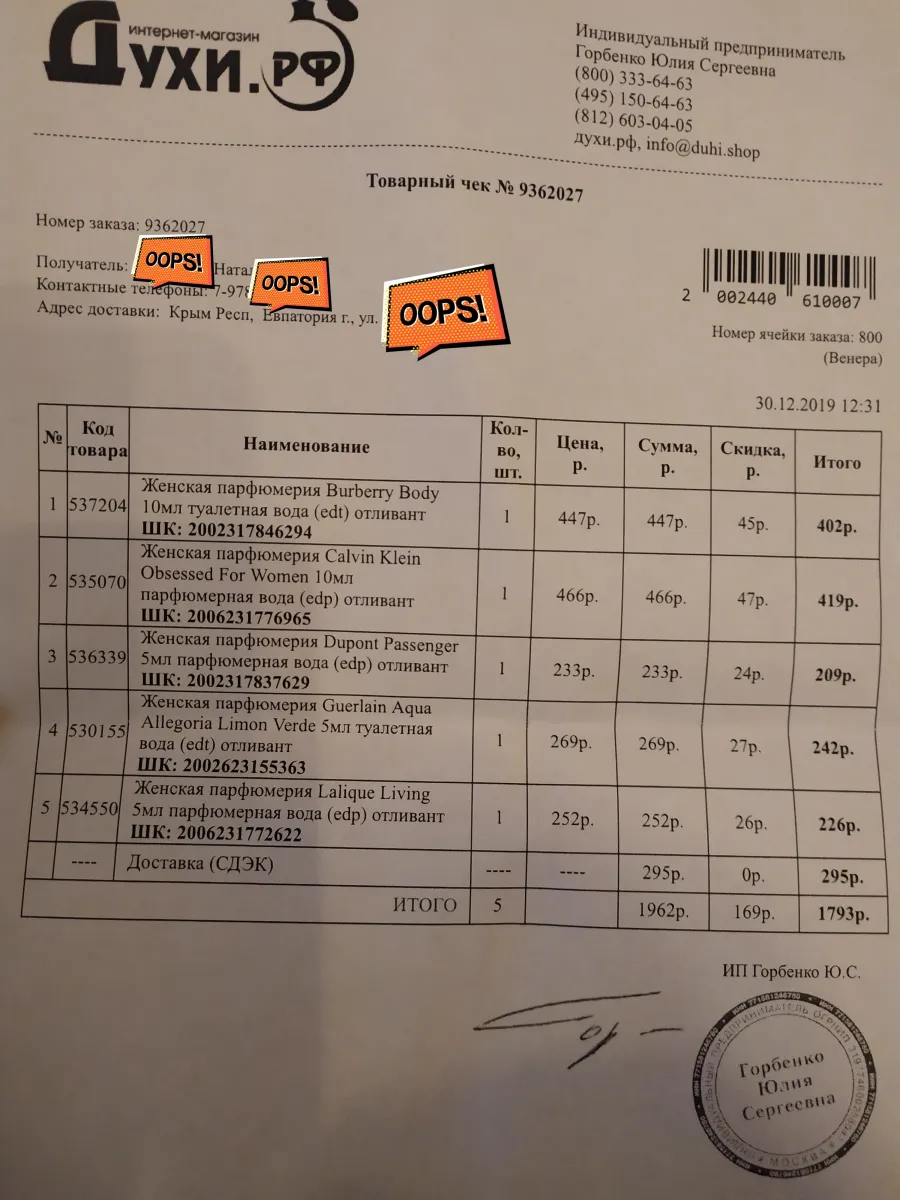 интернет-магазин
Духи.РФ
Индивидуальный предприниматель
Горбенко Юлия Сергеевна
(800) 333-64-63
(495) 150-64-63
(812) 603-04-05
духи.рф, info@duhi.shop
Товарный чек № 9362027
Номер заказа: 9362027
Получатель: OOPS! Натал
Контактные телефоны: 7-978 OOPS!
Адрес доставки: Крым Респ, Евпатория г., ул. OOPS!
2 002440 610007
Номер ячейки заказа: 800
(Венера)
30.12.2019 12:31
№ Код товара Наименование Кол-во, шт. Цена, р. Сумма, р. Скидка, р. Итого
1 537204 Женская парфюмерия Burberry Body
10мл туалетная вода (edt) отливант 1 447р. 447р. 45р. 402р.
ШК: 2002317846294
2 535070 Женская парфюмерия Calvin Klein
Obsessed For Women 10мл
парфюмерная вода (edp) отливант 1 466р. 466р. 47р. 419р.
ШК: 2006231776965
3 536339 Женская парфюмерия Dupont Passenger
5мл парфюмерная вода (edp) отливант 1 233р. 233р. 24р. 209р.
ШК: 2002317837629
4 530155 Женская парфюмерия Guerlain Aqua
Allegoria Limon Verde 5мл туалетная
вода (edt) отливант 1 269р. 269р. 27р. 242р.
ШК: 2002623155363
5 534550 Женская парфюмерия Lalique Living
5мл парфюмерная вода (edp) отливант 1 252р. 252р. 26р. 226р.
ШК: 2006231772622
---- Доставка (СДЭК) ---- ---- 295р. 0р. 295р.
ИТОГО 5 1962р. 169р. 1793р.
ИП Горбенко Ю.С.
Горбенко
Юлия
Сергеевна
МОСКВА